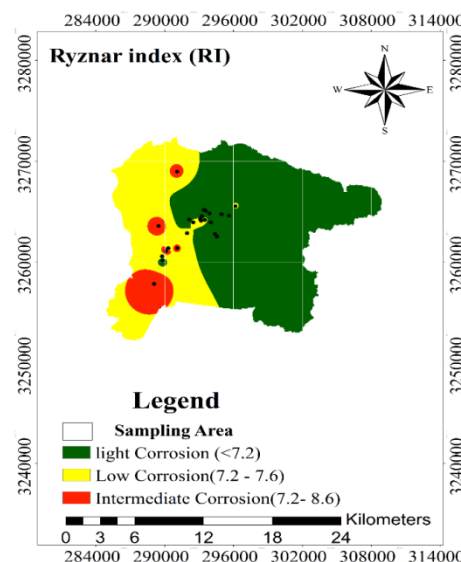 284000 290000 296000 302000 308000 314000
Ryznar index (RI)
N
W E
S
3280000 3280000
3270000 3270000
3260000 3260000
3250000 3250000
3240000 3240000
Legend
Sampling Area
light Corrosion (<7.2)
Low Corrosion (7.2 - 7.6)
Intermediate Corrosion(7.2- 8.6)
Kilometers
0 3 6 12 18 24
284000 290000 296000 302000 308000 314000